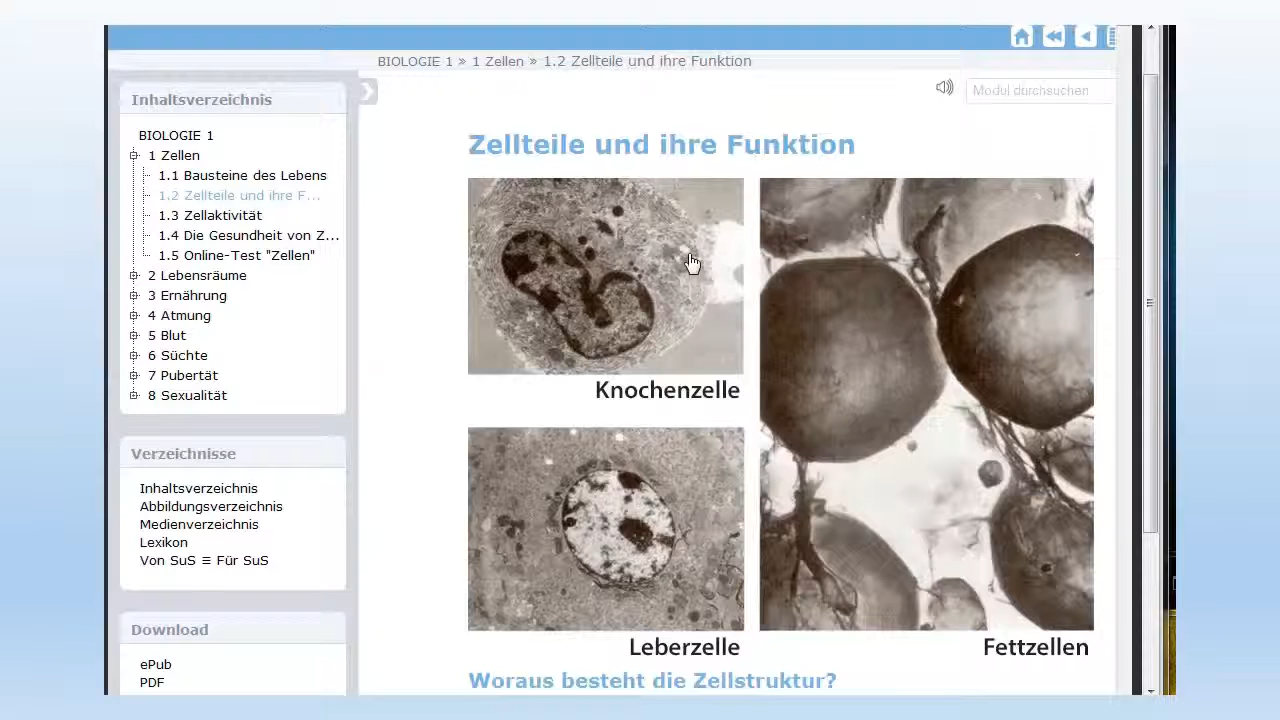 BIOLOGIE 1 » 1 Zellen » 1.2 Zellteile und ihre Funktion
Modul durchsuchen
Inhaltsverzeichnis
BIOLOGIE 1
1 Zellen
1.1 Bausteine des Lebens
1.2 Zellteile und ihre F...
1.3 Zellaktivität
1.4 Die Gesundheit von Z...
1.5 Online-Test "Zellen"
2 Lebensräume
3 Ernährung
4 Atmung
5 Blut
6 Süchte
7 Pubertät
8 Sexualität
Verzeichnisse
Inhaltsverzeichnis
Abbildungsverzeichnis
Medienverzeichnis
Lexikon
Von SuS ≡ Für SuS
Download
ePub
PDF
Zellteile und ihre Funktion
Knochenzelle
Leberzelle
Fettzellen
Woraus besteht die Zellstruktur?